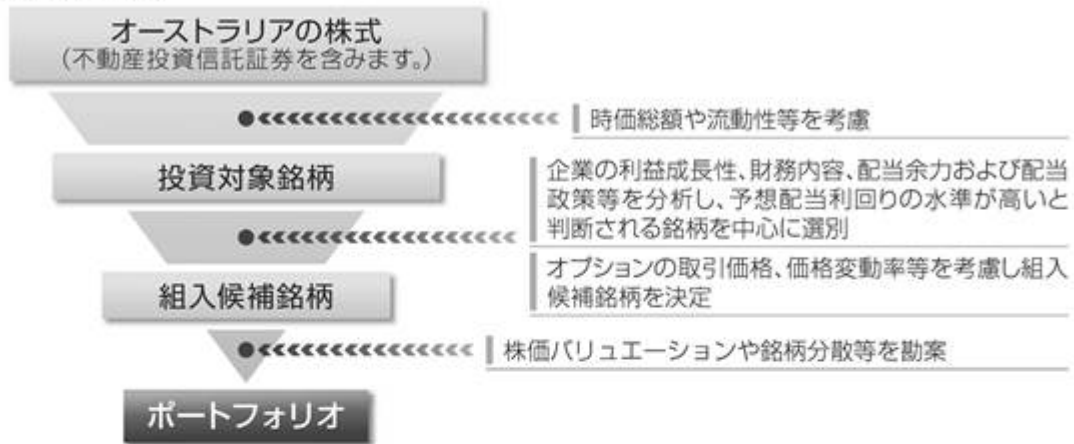 オーストラリアの株式
(不動産投資信託証券を含みます。)
時価総額や流動性等を考慮
投資対象銘柄
企業の利益成長性、財務内容、配当余力および配当
政策等を分析し、予想配当利回りの水準が高いと
判断される銘柄を中心に選別
オプションの取引価格、価格変動率等を考慮し組入
候補銘柄を決定
組入候補銘柄
株価バリュエーションや銘柄分散等を勘案
ポートフォリオ